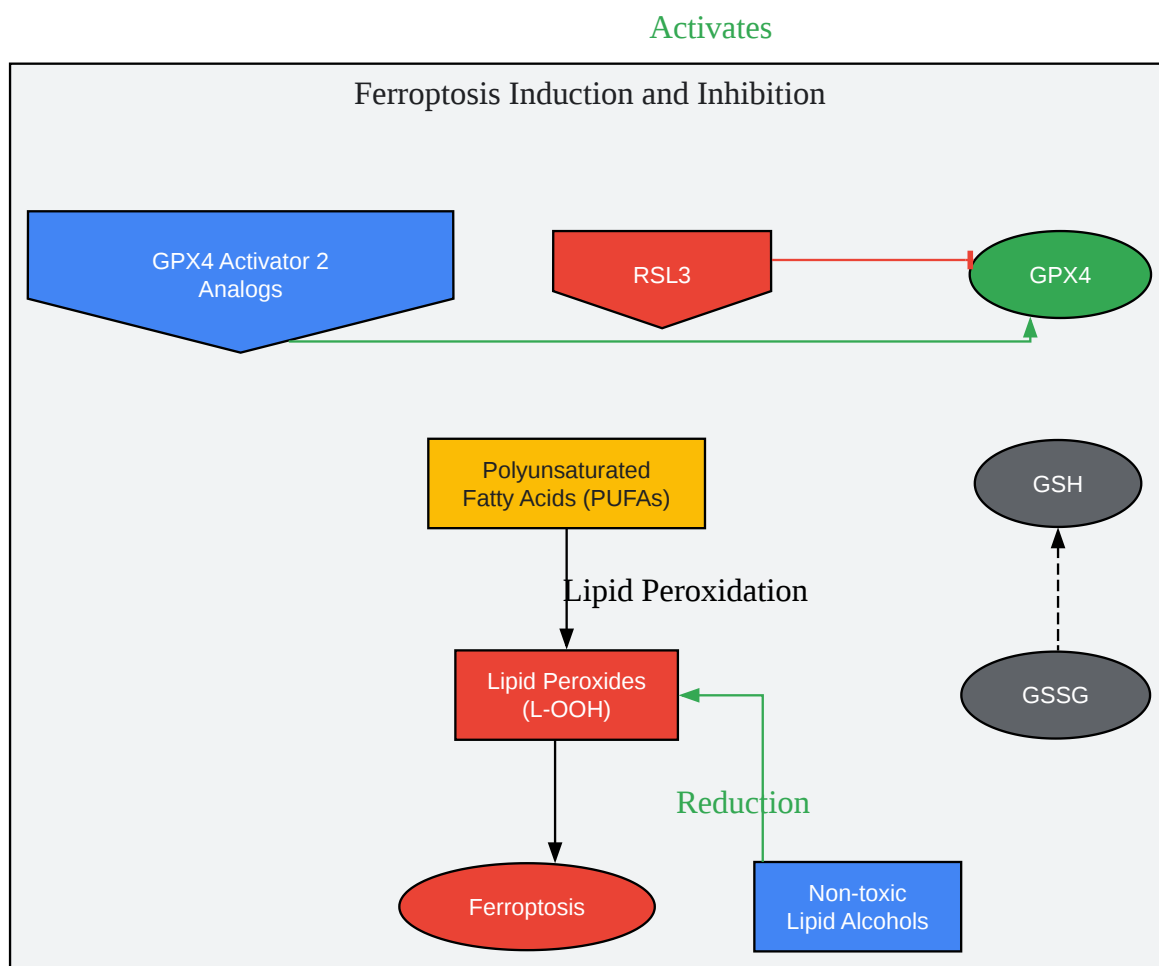 Activates
Ferroptosis Induction and Inhibition
GPX4 Activator 2
Analogs
RSL3
GPX4
Polyunsaturated
Fatty Acids (PUFAs)
GSH
Lipid Peroxidation
Lipid Peroxides
(L-OOH)
GSSG
Reduction
Ferroptosis
Non-toxic
Lipid Alcohols